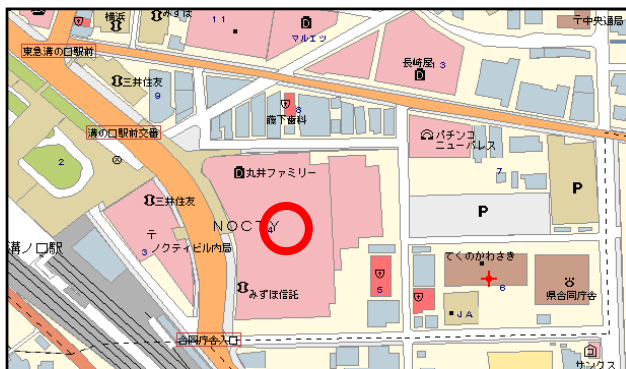 横浜
みずほ
11
マルエツ
〒中央通局
東急溝の口駅前
三井住友
9
8
藤下歯科
長崎屋
13
溝の口駅前交番
パチンコ
ニューパレス
2
丸井ファミリー
7
P
三井住友
NOCTY
4
P
溝ノ口駅
〒
3
ノクティビル内局
てくのかわさき
みずほ信託
5
6
県合同庁舎
JA
合同庁舎入口
サンクス